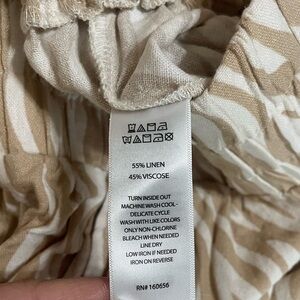 55% LINEN
45% VISCOSE
TURN INSIDE OUT
MACHINE WASH COOL -
DELICATE CYCLE
WASH WITH LIKE COLORS
ONLY NON-CHLORINE
BLEACH WHEN NEEDED
LINE DRY
LOW IRON IF NEEDED
IRON ON REVERSE
RN# 160656